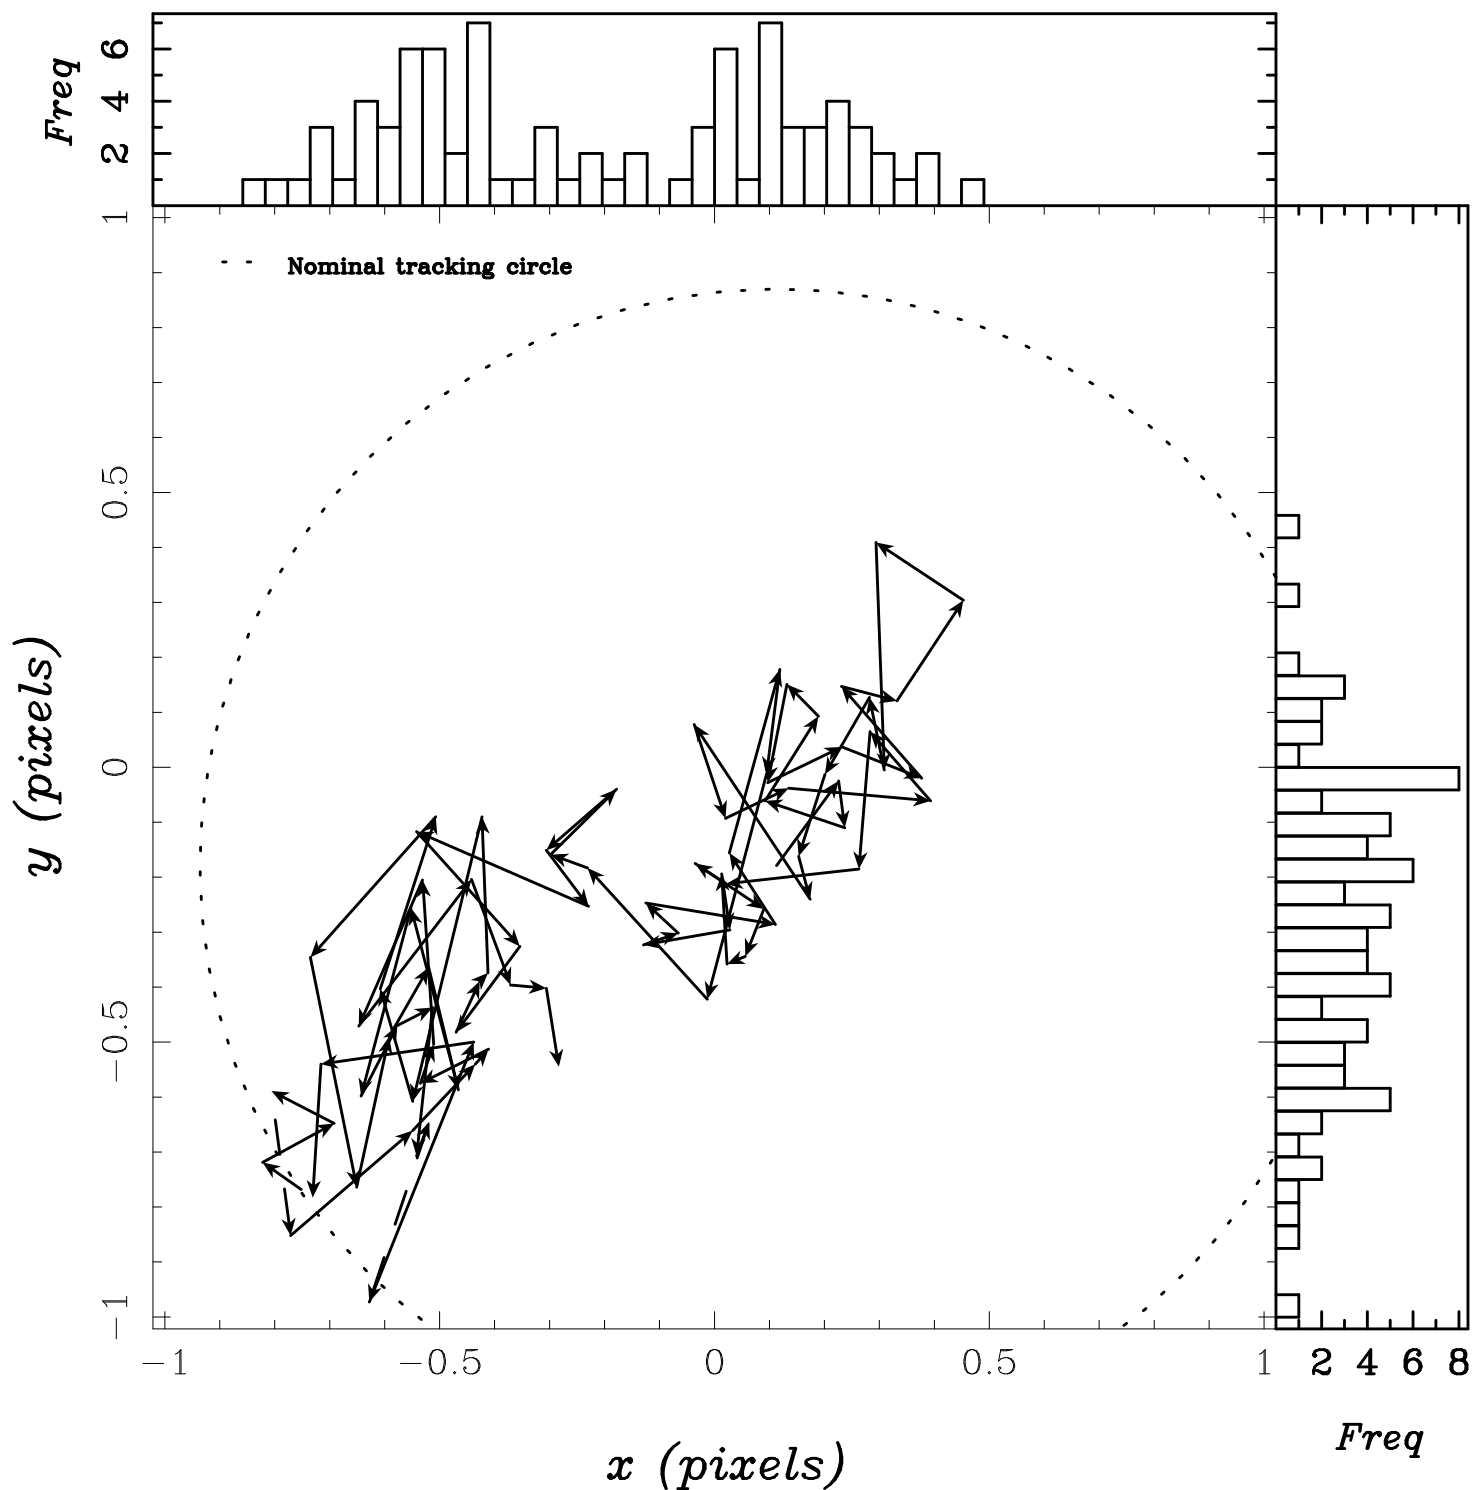 Freq
2 4 6
Nominal tracking circle
y (pixels)
1
0.5
0
−0.5
−1
−1 −0.5 0 0.5 1
2 4 6 8
x (pixels)
Freq